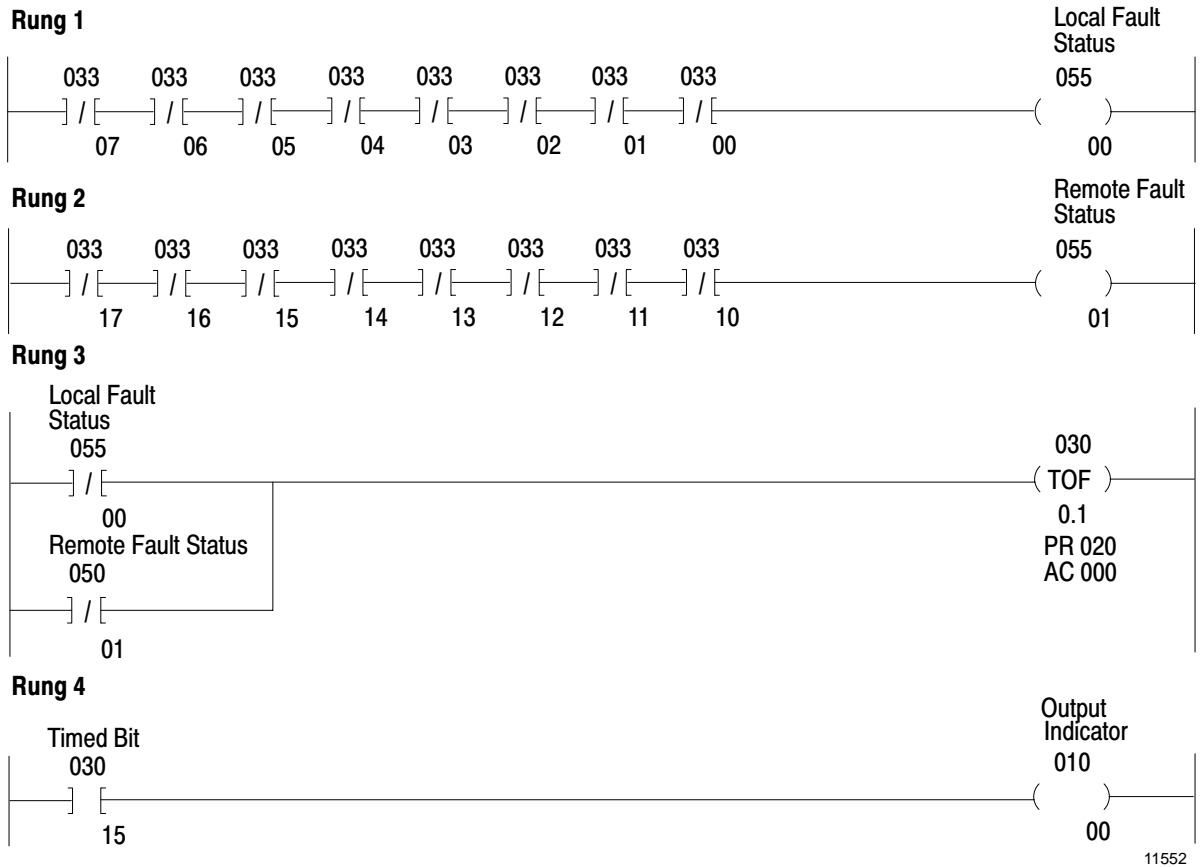 Rung 1
Local Fault
Status
033 033 033 033 033 033 033 033 055
] / [ ] / [ ] / [ ] / [ ] / [ ] / [ ] / [ ] / [ ( )
07 06 05 04 03 02 01 00 00
Rung 2
Remote Fault
Status
033 033 033 033 033 033 033 033 055
] / [ ] / [ ] / [ ] / [ ] / [ ] / [ ] / [ ] / [ ( )
17 16 15 14 13 12 11 10 01
Rung 3
Local Fault
Status
055 030
] / [ ( TOF )
00 0.1
Remote Fault Status PR 020
050 AC 000
] / [
01
Rung 4
Output
Indicator
Timed Bit
030 010
] [ ( )
15 00
11552